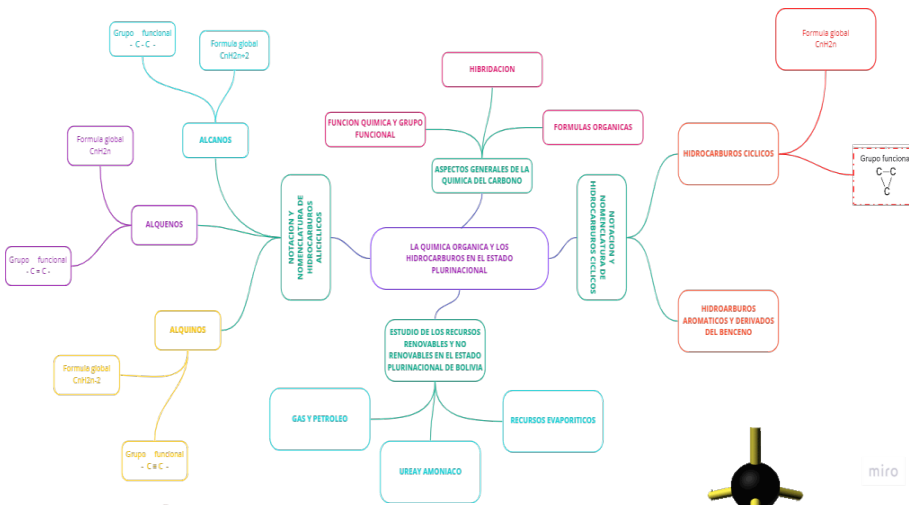 Grupo funcional
- C - C -
Formula global
CnH2n=2
ALCANOS
Formula global
CnH2n
ALQUENOS
Grupo funcional
- C = C -
ALQUINOS
Formula global
CnH2n-2
Grupo funcional
- C ≡ C -
NOTACION Y
NOMENCLATURA DE
HIDROCARBUROS
ALICICLICOS
HIBRIDACION
FUNCION QUIMICA Y GRUPO
FUNCIONAL
FORMULAS ORGANICAS
ASPECTOS GENERALES DE LA
QUIMICA DEL CARBONO
LA QUIMICA ORGANICA Y LOS
HIDROCARBUROS EN EL ESTADO
PLURINACIONAL
ESTUDIO DE LOS RECURSOS
RENOVABLES Y NO
RENOVABLES EN EL ESTADO
PLURINACIONAL DE BOLIVIA
GAS Y PETROLEO
UREAY AMONIACO
RECURSOS EVAPORITICOS
NOTACION Y
NOMENCLATURA DE
HIDROCARBUROS CICLICOS
Formula global
CnH2n
HIDROCARBUROS CICLICOS
Grupo funciona
C - C
C
HIDROARBUROS
AROMATICOS Y DERIVADOS
DEL BENCENO
miro